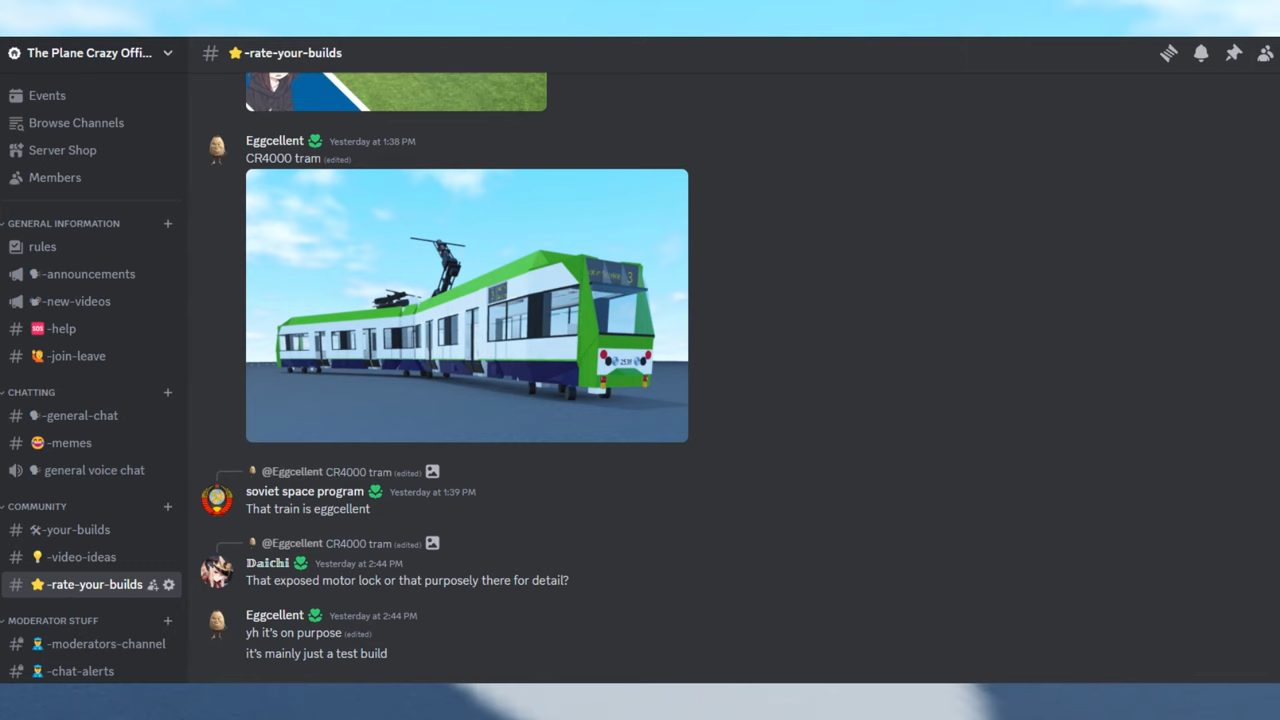 The Plane Crazy Offi...
Events
Browse Channels
Server Shop
Members
GENERAL INFORMATION
rules
-announcements
-new-videos
SOS -help
-join-leave
CHATTING
-general-chat
-memes
general voice chat
COMMUNITY
-your-builds
-video-ideas
-rate-your-builds
MODERATOR STUFF
-moderators-channel
-chat-alerts
# ⭐-rate-your-builds
Eggcellent Yesterday at 1:38 PM
CR4000 tram (edited)
3
@Eggcellent CR4000 tram (edited)
soviet space program Yesterday at 1:39 PM
That train is eggcellent
@Eggcellent CR4000 tram (edited)
Daichi Yesterday at 2:44 PM
That exposed motor lock or that purposely there for detail?
Eggcellent Yesterday at 2:44 PM
yh it's on purpose (edited)
it's mainly just a test build